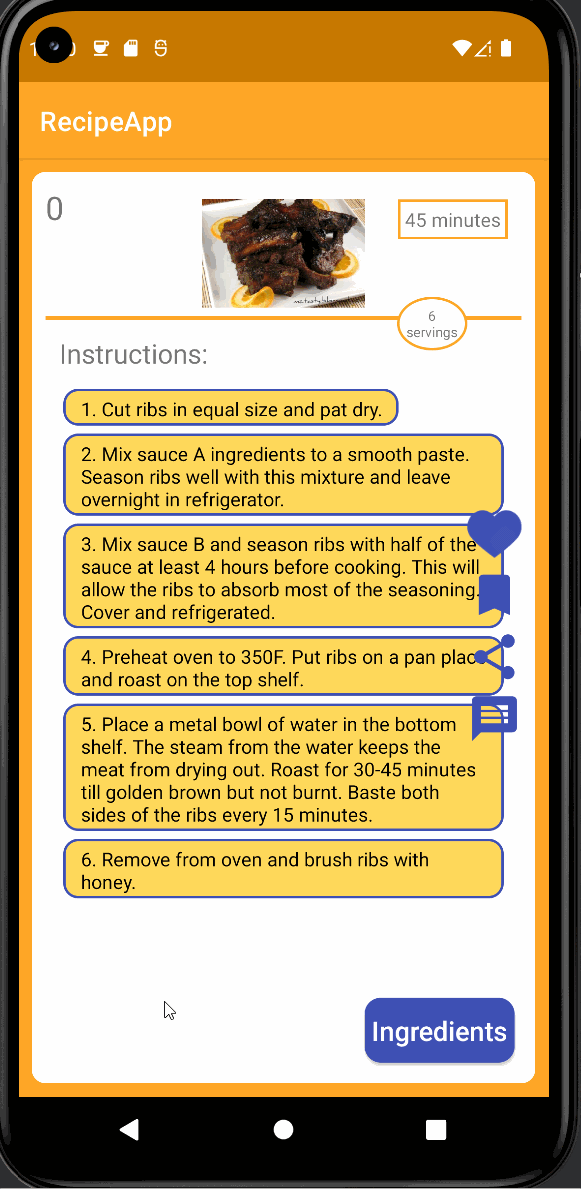 RecipeApp
0
45 minutes
6
servings
Instructions:
1. Cut ribs in equal size and pat dry.
2. Mix sauce A ingredients to a smooth paste.
Season ribs well with this mixture and leave
overnight in refrigerator.
3. Mix sauce B and season ribs with half of the
sauce at least 4 hours before cooking. This will
allow the ribs to absorb most of the seasoning.
Cover and refrigerated.
4. Preheat oven to 350F. Put ribs on a pan place
and roast on the top shelf.
5. Place a metal bowl of water in the bottom
shelf. The steam from the water keeps the
meat from drying out. Roast for 30-45 minutes
till golden brown but not burnt. Baste both
sides of the ribs every 15 minutes.
6. Remove from oven and brush ribs with
honey.
Ingredients